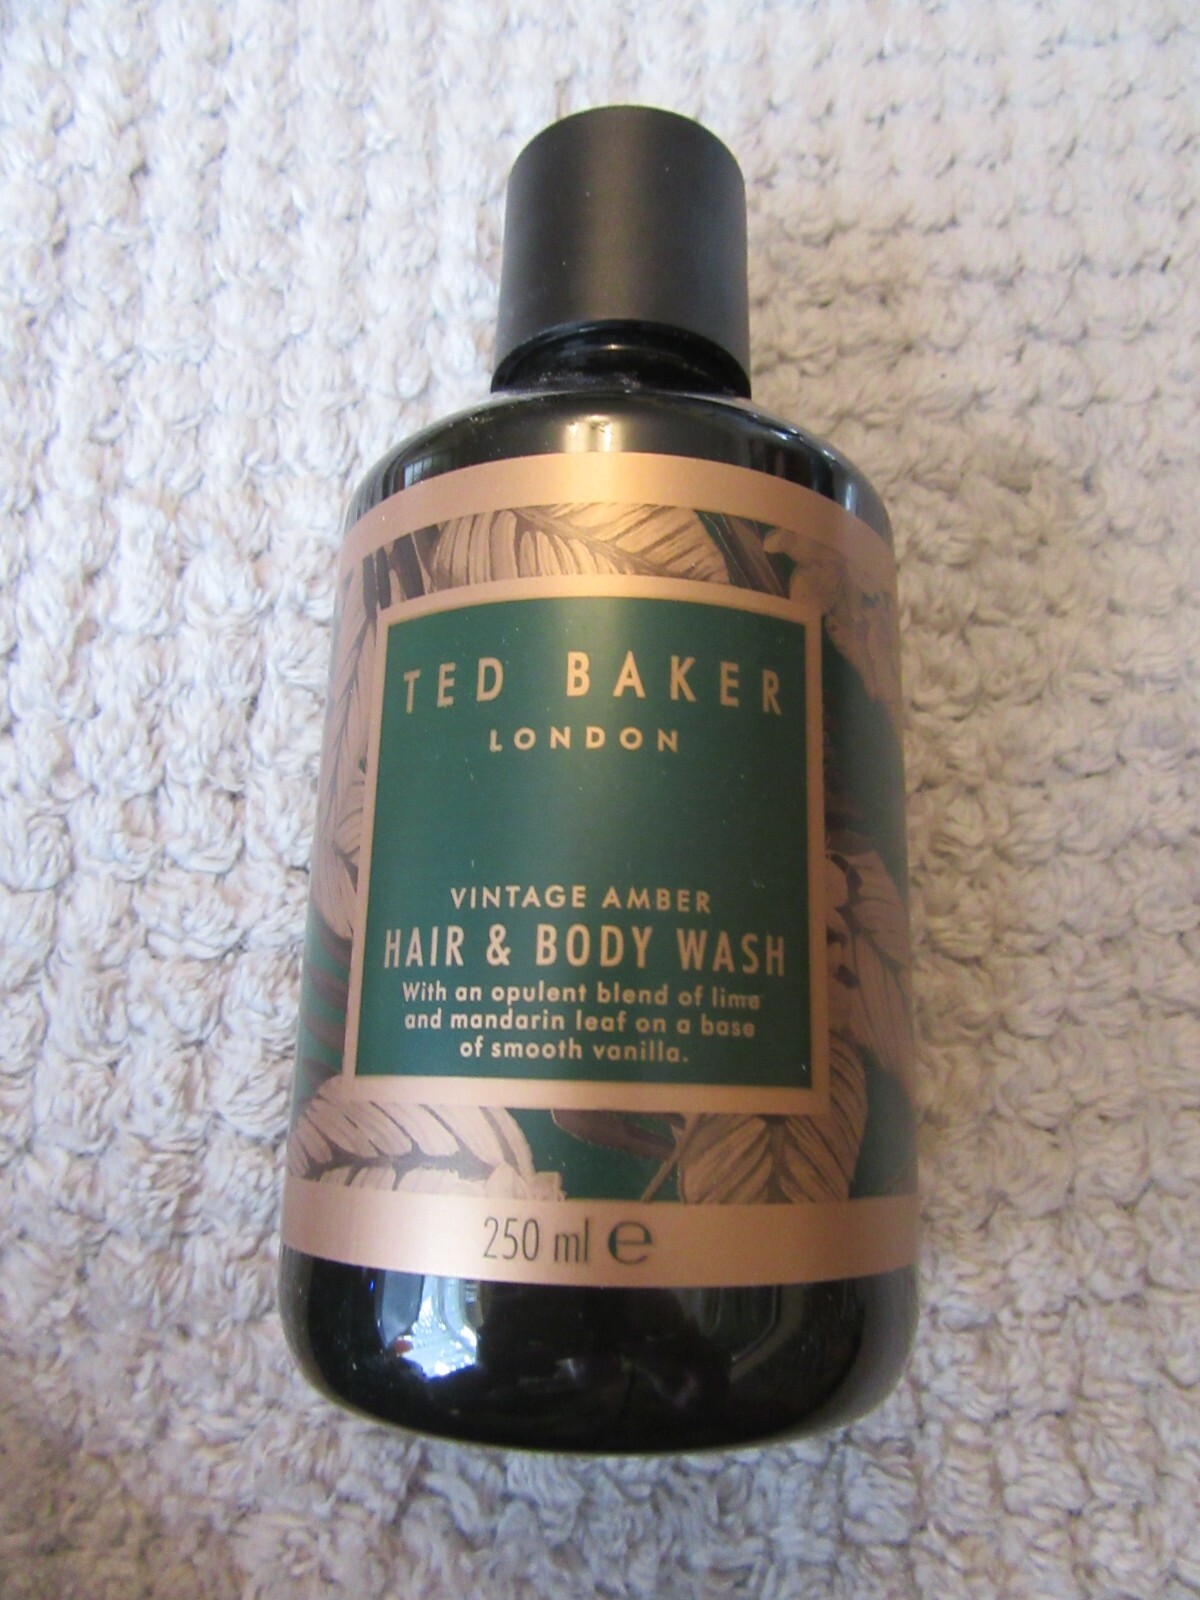 TED BAKER
LONDON
VINTAGE AMBER
HAIR & BODY WASH
With an opulent blend of lime
and mandarin leaf on a base
of smooth vanilla.
250 ml ℮